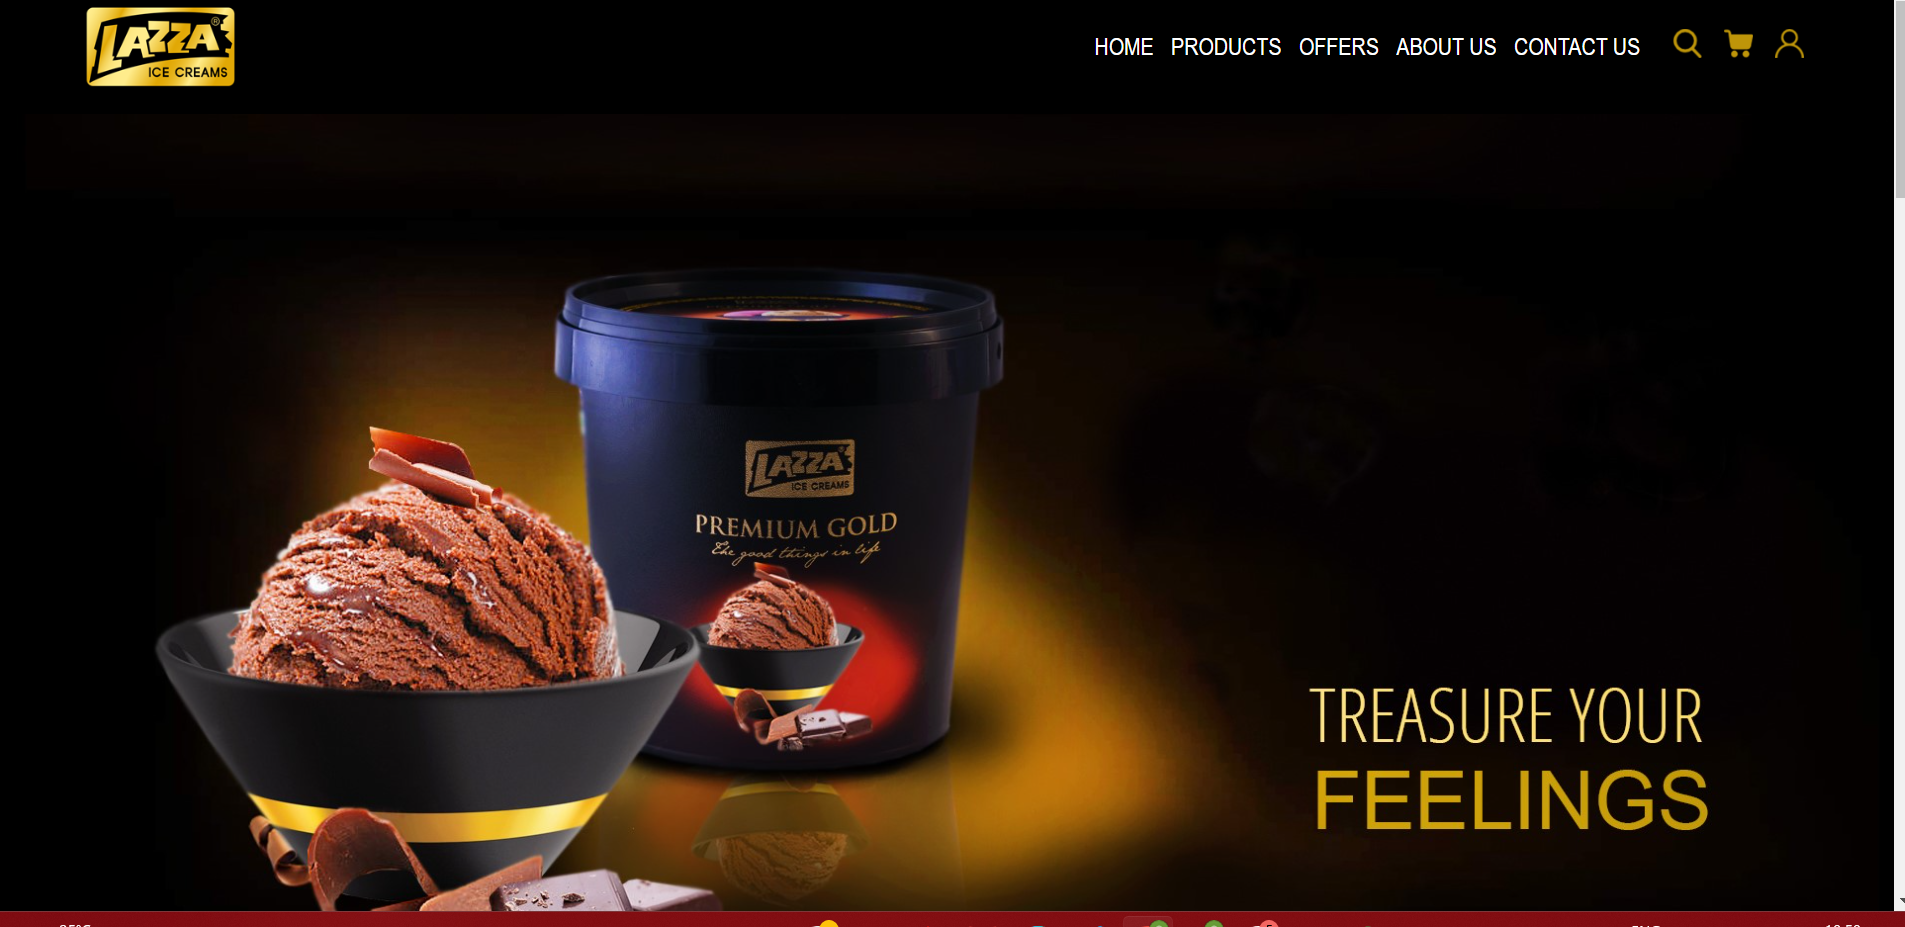 LAZZA®
ICE CREAMS
HOME PRODUCTS OFFERS ABOUT US CONTACT US
LAZZA
ICE CREAMS
PREMIUM GOLD
The good things in life
TREASURE YOUR
FEELINGS